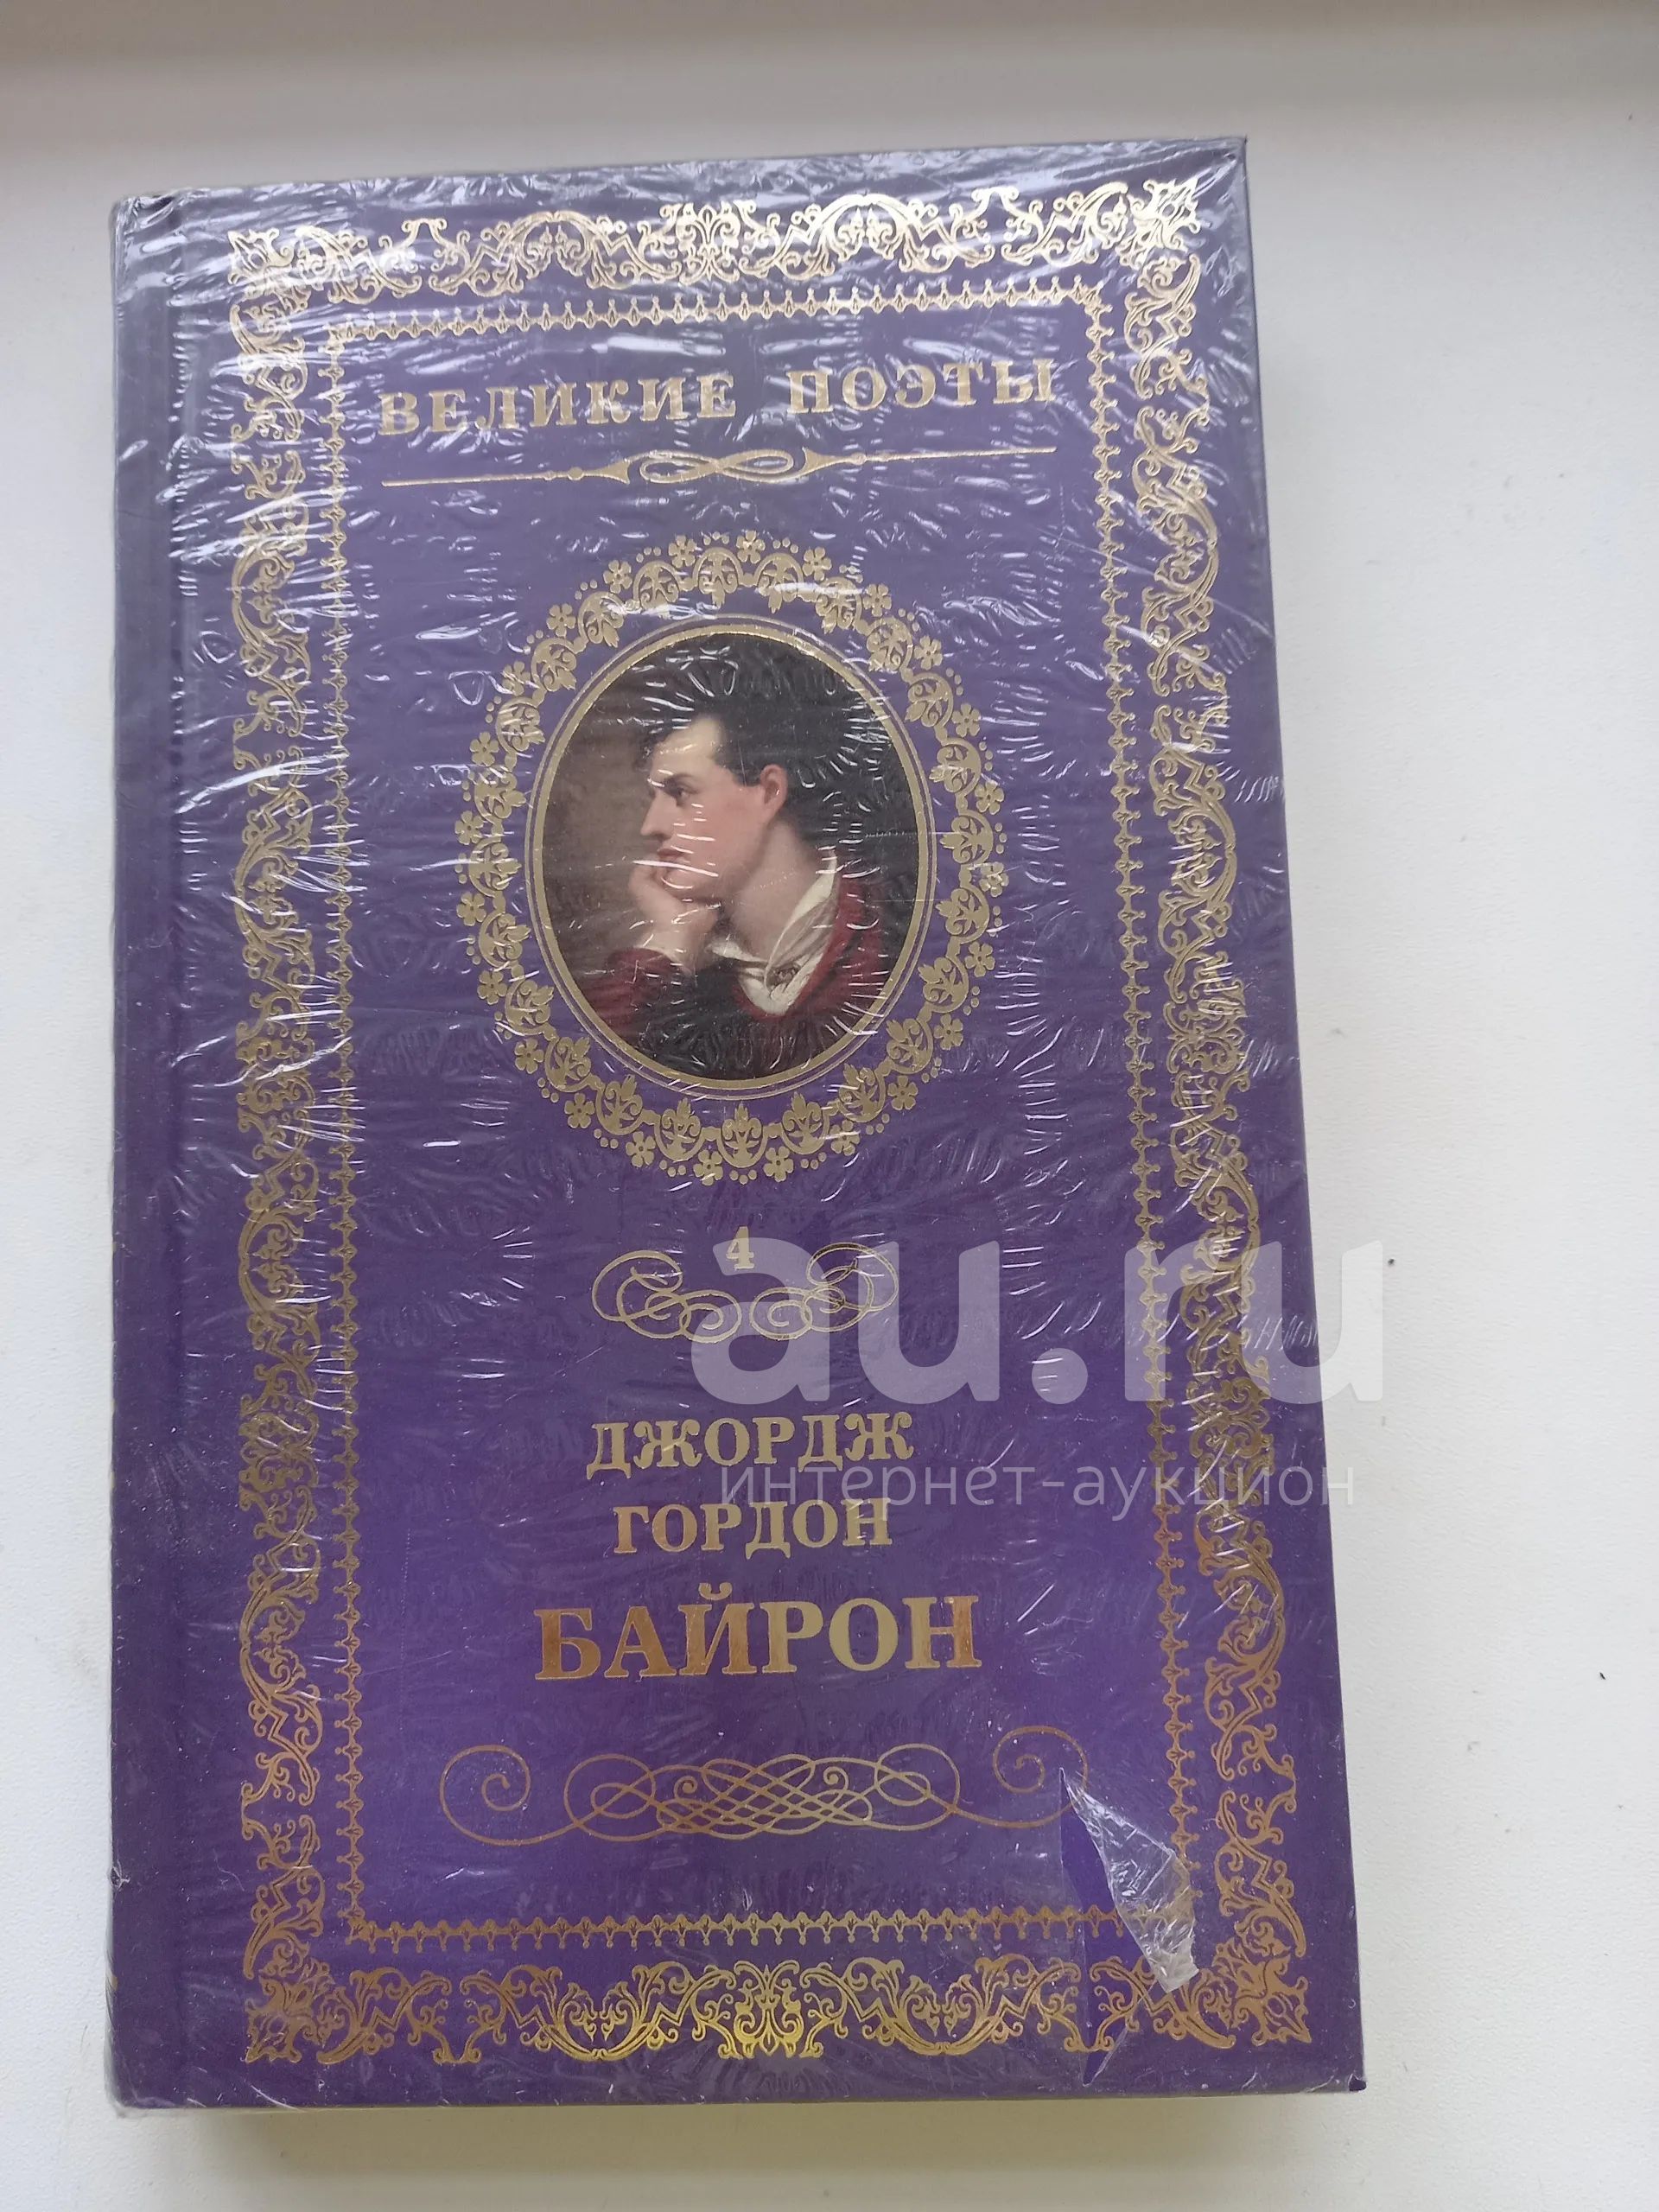 ВЕЛИКИЕ ПОЭТЫ
4
au.ru
ДЖОРДЖ
интернет-аукцион
ГОРДОН
БАЙРОН